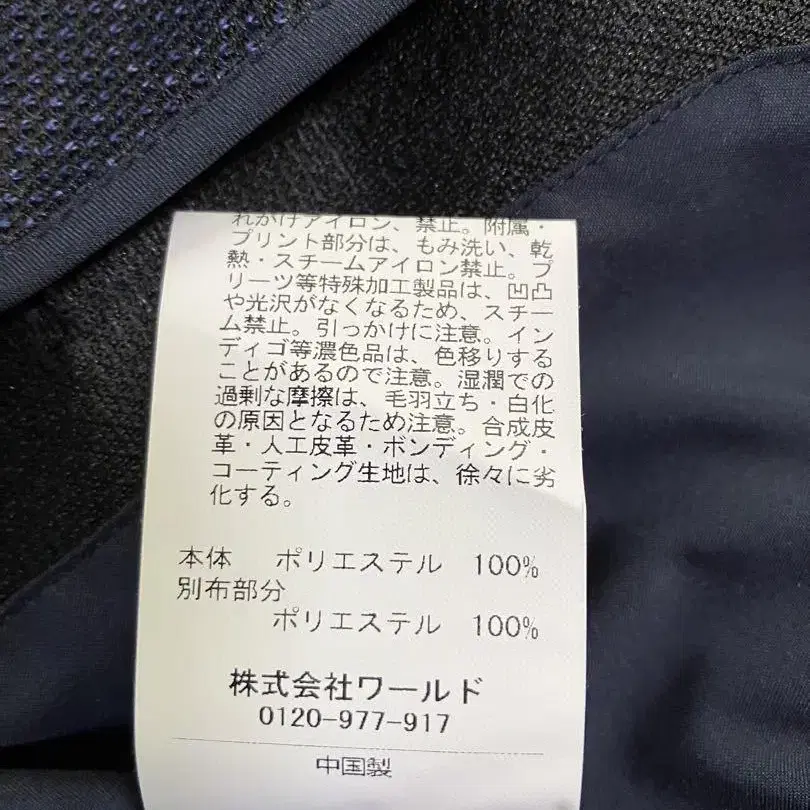 れかけアイロン、禁止。附属・
プリント部分は、もみ洗い、乾
熱・スチームアイロン禁止。プ
リーツ等特殊加工製品は、凹凸
や光沢がなくなるため、スチー
ム禁止。引っかけに注意。イン
ディゴ等濃色品は、色移りする
ことがあるので注意。湿潤での
過剰な摩擦は、毛羽立ち・白化
の原因となるため注意。合成皮
革・人工皮革・ボンディング・
コーティング生地は、徐々に劣
化する。
本体 ポリエステル 100%
別布部分
ポリエステル 100%
株式会社ワールド
0120-977-917
中国製